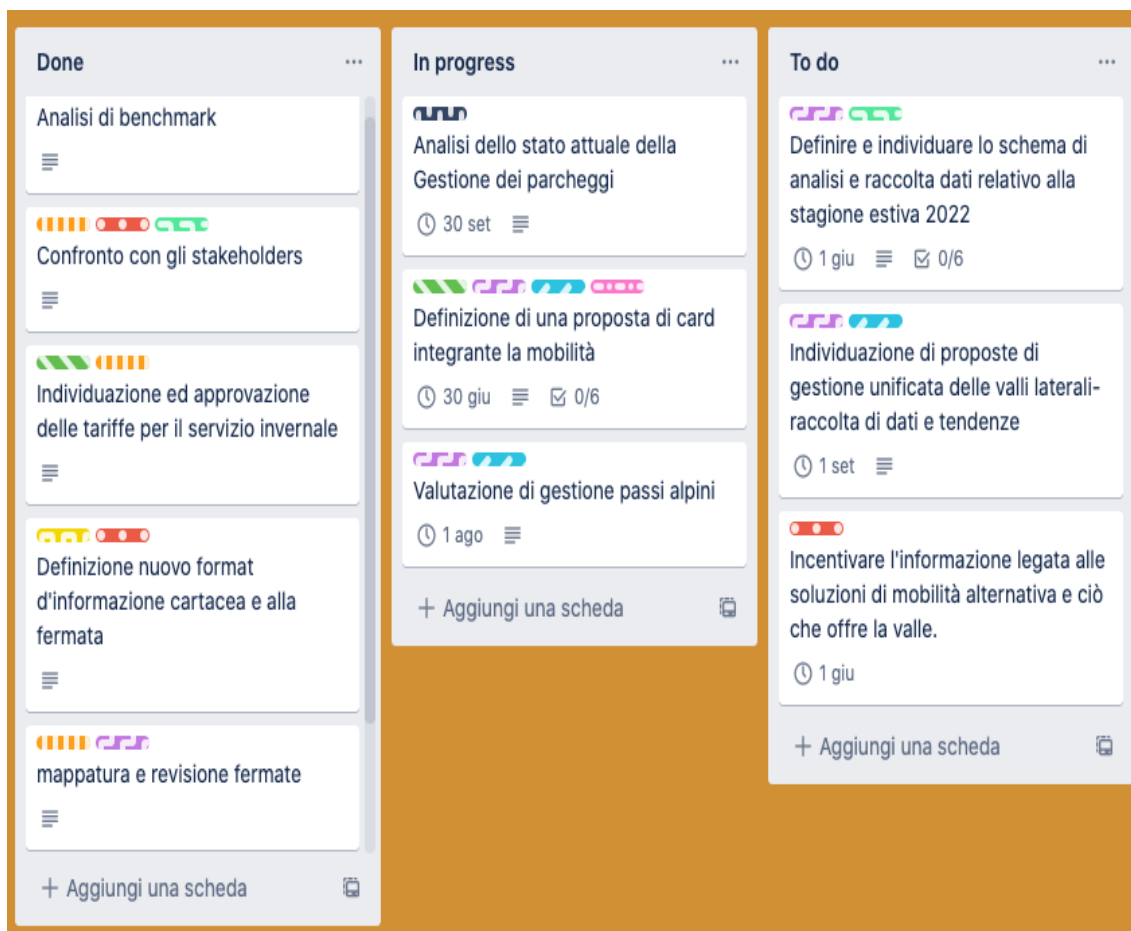 Done
Analisi di benchmark
Confronto con gli stakeholders
Individuazione ed approvazione
delle tariffe per il servizio invernale
Definizione nuovo format
d'informazione cartacea e alla
fermata
mappatura e revisione fermate
+ Aggiungi una scheda
In progress
Analisi dello stato attuale della
Gestione dei parcheggi
30 set
Definizione di una proposta di card
integrante la mobilità
30 giu 0/6
Valutazione di gestione passi alpini
1 ago
+ Aggiungi una scheda
To do
Definire e individuare lo schema di
analisi e raccolta dati relativo alla
stagione estiva 2022
1 giu 0/6
Individuazione di proposte di
gestione unificata delle valli laterali-
raccolta di dati e tendenze
1 set
Incentivare l'informazione legata alle
soluzioni di mobilità alternativa e ciò
che offre la valle.
1 giu
+ Aggiungi una scheda